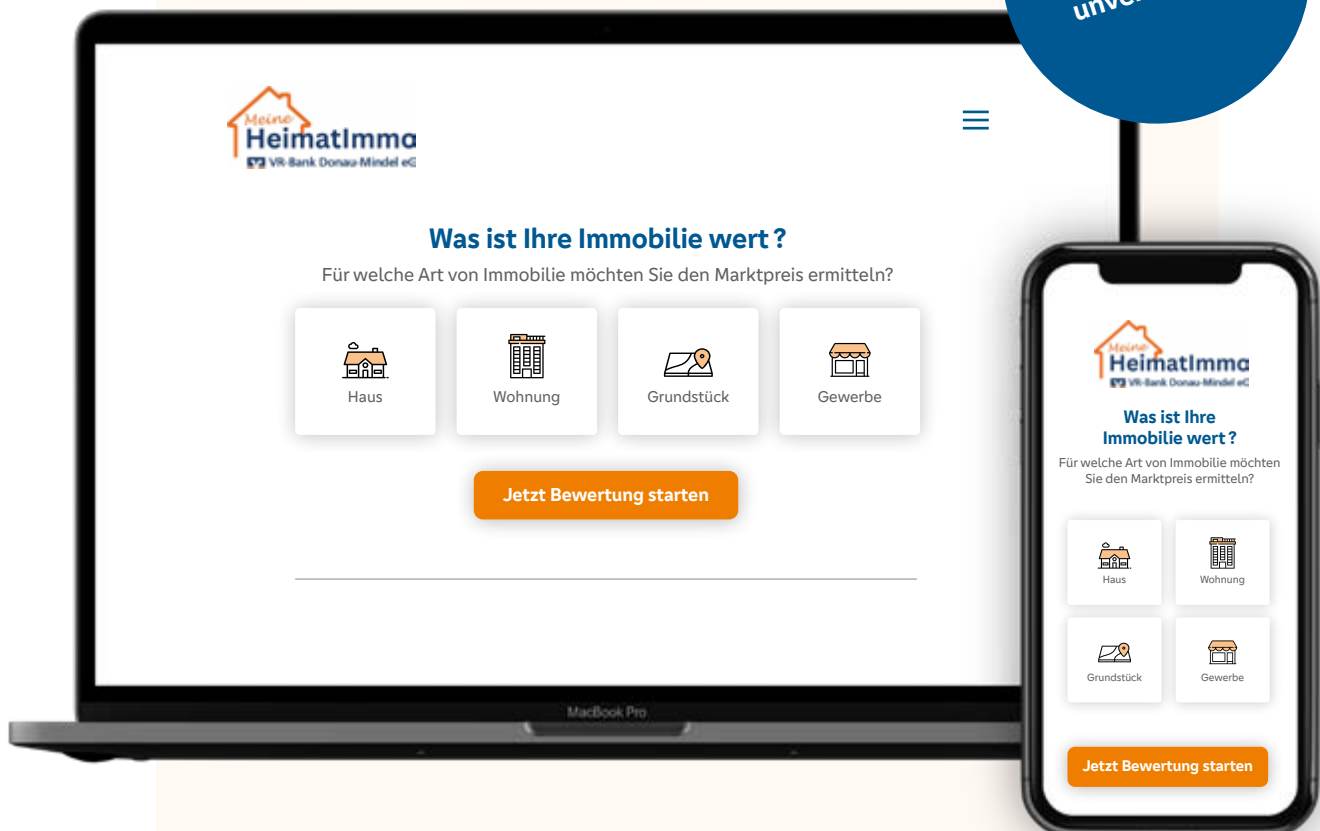 Meine
HeimatImmo
VR-Bank Donau-Mindel eG
Was ist Ihre Immobilie wert ?
Für welche Art von Immobilie möchten Sie den Marktpreis ermitteln?
Haus
Wohnung
Grundstück
Gewerbe
Jetzt Bewertung starten
MacBook Pro
Meine
HeimatImmo
VR-Bank Donau-Mindel eG
Was ist Ihre
Immobilie wert ?
Für welche Art von Immobilie möchten
Sie den Marktpreis ermitteln?
Haus
Wohnung
Grundstück
Gewerbe
Jetzt Bewertung starten